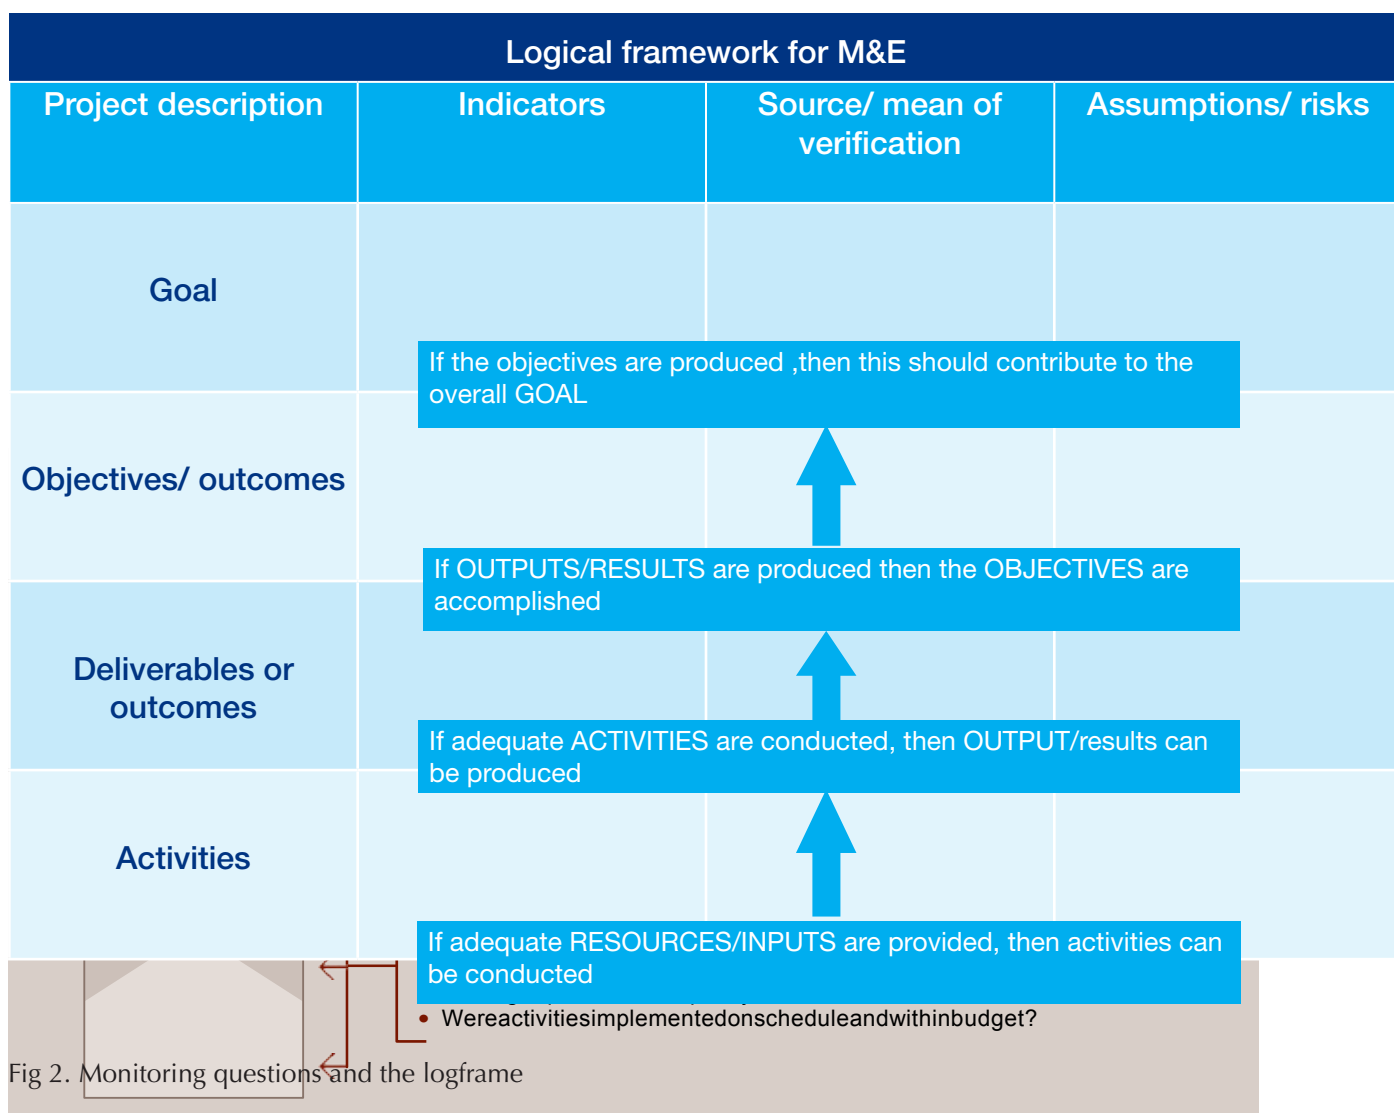 Logical framework for M&E
Project description
Indicators
Source/ mean of
verification
Assumptions/ risks
Goal
If the objectives are produced ,then this should contribute to the
overall GOAL
Objectives/ outcomes
If OUTPUTS/RESULTS are produced then the OBJECTIVES are
accomplished
Deliverables or
outcomes
If adequate ACTIVITIES are conducted, then OUTPUT/results can
be produced
Activities
If adequate RESOURCES/INPUTS are provided, then activities can
be conducted
• Wereactivitiesimplementedonscheduleandwithinbudget?
Fig 2. Monitoring questions and the logframe